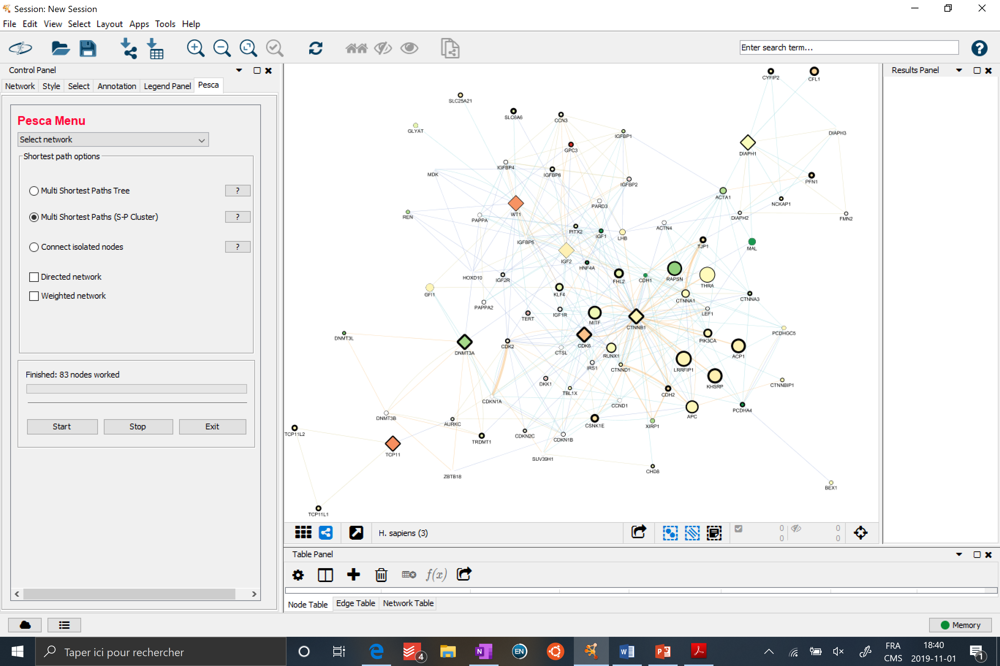 Session: New Session
File Edit View Select Layout Apps Tools Help
Enter search term...
?
Control Panel
Network Style Select Annotation Legend Panel Pesca
Pesca Menu
Select network
Shortest path options
Multi Shortest Paths Tree ?
Multi Shortest Paths (S-P Cluster) ?
Connect isolated nodes ?
Directed network
Weighted network
Finished: 83 nodes worked
Start Stop Exit
CYFIP2
CFL1
SLC25A21
SLC6A6
CCN3
GLYAT
IGFBP1
DIAPH3
GPC3
DIAPH1
IGFBP4
MDK
IGFBP6
IGFBP2
PFN1
ACTA1
NCKAP1
PARD3
REN
WT1
PAPPA
DIAPH2
FMN2
ACTN4
PITX2
IGF1
LHB
IGFBP5
TJP1
MAL
IGF2
HNF4A
HOXD10
IGF2R
FHL2
CDH1
RAPSN
THRA
GFI1
KLF4
CTNNA1
CTNNA3
PAPPA2
TERT
IGF1R
LEF1
MITF
CTNNB1
PCDHGC5
DNMT3L
PIK3CA
DNMT3A
CDK2
CDK6
CTSL
RUNX1
ACP1
IRS1
CTNND1
LRRFIP1
DKK1
KHSRP
CTNNBIP1
TBL1X
CDH2
CDKN1A
CCND1
PCDHA4
DNMT3B
AURKC
CSNK1E
APC
XIRP1
TCP11L2
TRDMT1
CDKN2C
CDKN1B
TCP11
SUV39H1
CHD8
ZBTB18
BEX1
TCP11L1
H. sapiens (3)
0 0
0 0
Results Panel
Table Panel
f(x)
Node Table Edge Table Network Table
Memory
Taper ici pour rechercher
4
N
EN
W
P
FRA
CMS
18:40
2019-11-01
1